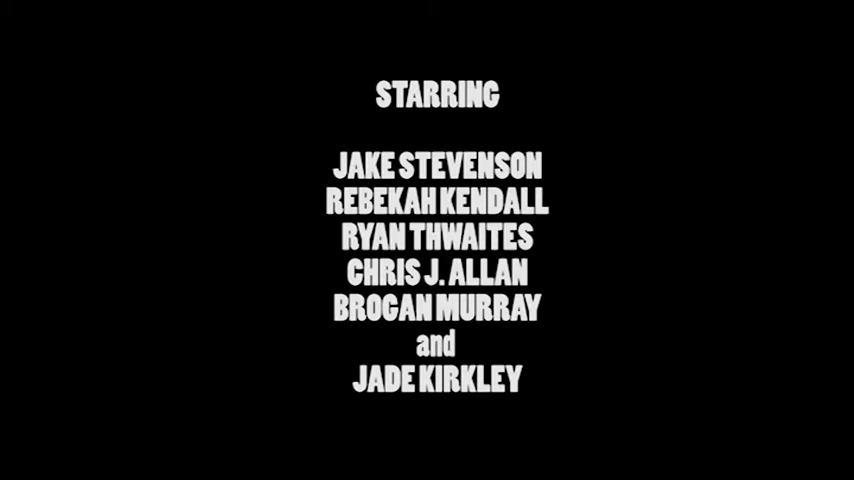 STARRING
JAKE STEVENSON
REBEKAH KENDALL
RYAN THWAITES
CHRIS J. ALLAN
BROGAN MURRAY
and
JADE KIRKLEY